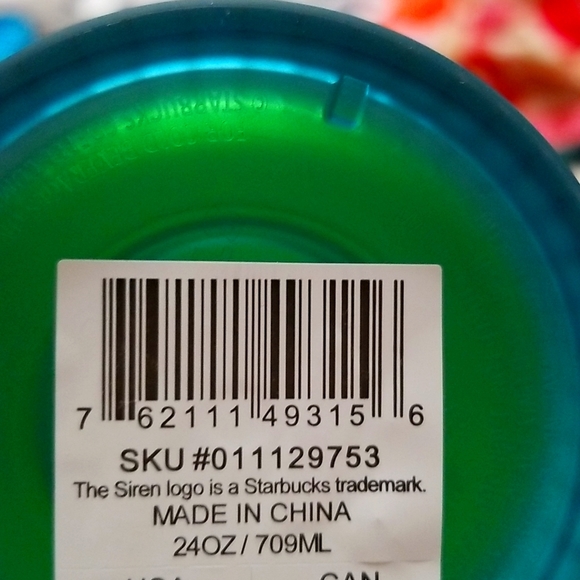 7 62111 49315 6
SKU #011129753
The Siren logo is a Starbucks trademark.
MADE IN CHINA
24OZ / 709ML